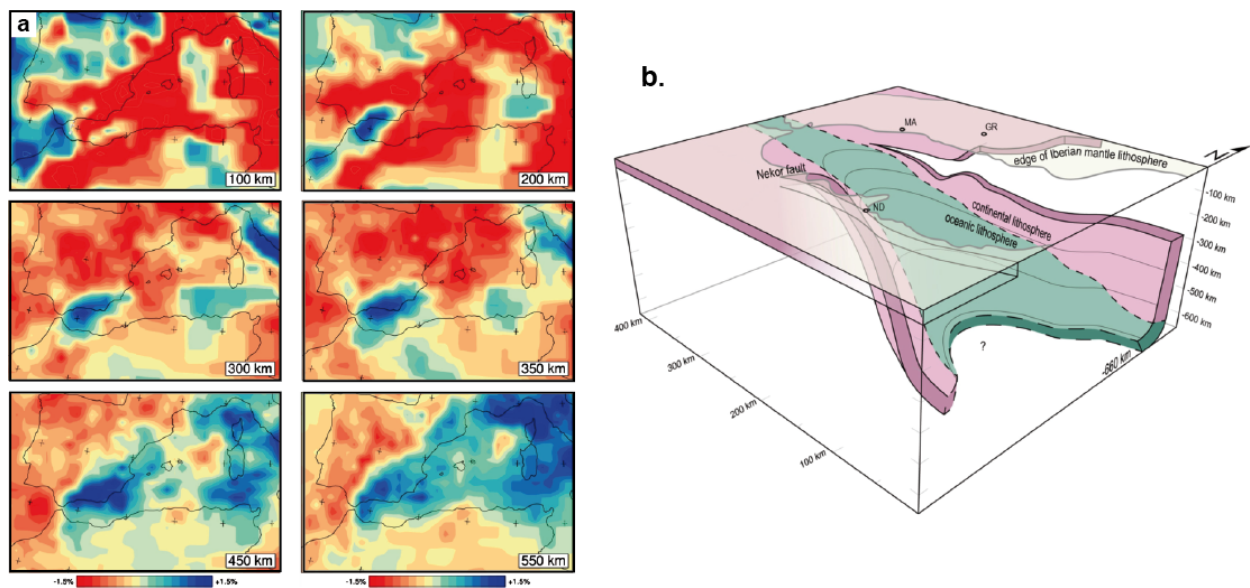 a
100 km
200 km
300 km
350 km
450 km
550 km
-1.5% +1.5%
-1.5% +1.5%
b.
MA
GR
N
edge of Iberian mantle lithosphere
Nekor fault
ND
continental lithosphere
oceanic lithosphere
-100 km
-200 km
-300 km
-400 km
-500 km
-600 km
-660 km
?
400 km
300 km
200 km
100 km